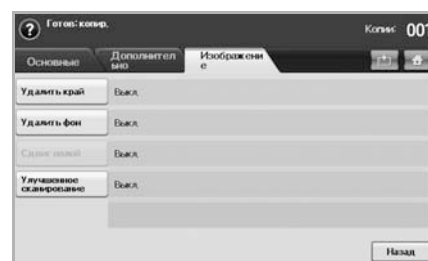 Готов: копир.
Копии: 001
Основные
Дополнител
ьно
Изображени
е
Удалить край
Выкл.
Удалить фон
Выкл.
Сдвиг полей
Выкл.
Улучшенное
сканирование
Выкл.
Назад